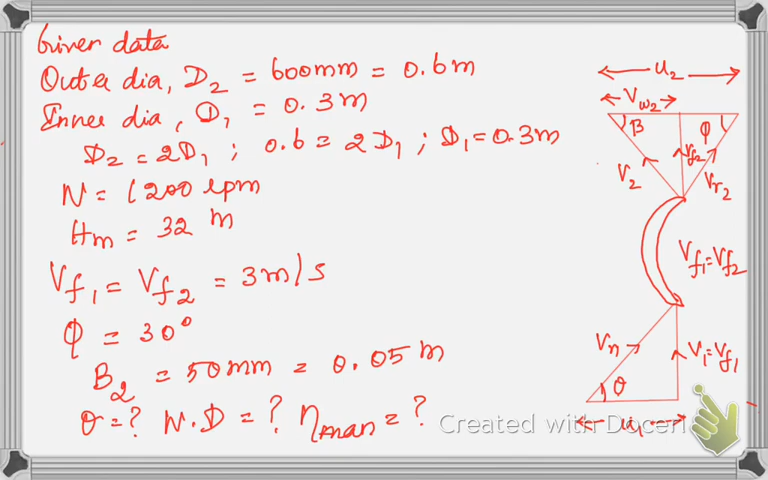 Given data
Outer dia, D2 = 600mm = 0.6m
Inner dia, D1 = 0.3m
D2 = 2D1 ; 0.6 = 2D1 ; D1 = 0.3m
N = 1200 rpm
Hm = 32 m
Vf1 = Vf2 = 3m/s
φ = 30°
B2 = 50mm = 0.05m
θ = ? W.D = ? ηman = ?
u2
Vw2
β φ
V2 Vf2 Vr2
Vf1=Vf2
Vr1 V1=Vf1
θ
u1
Created with Doceri